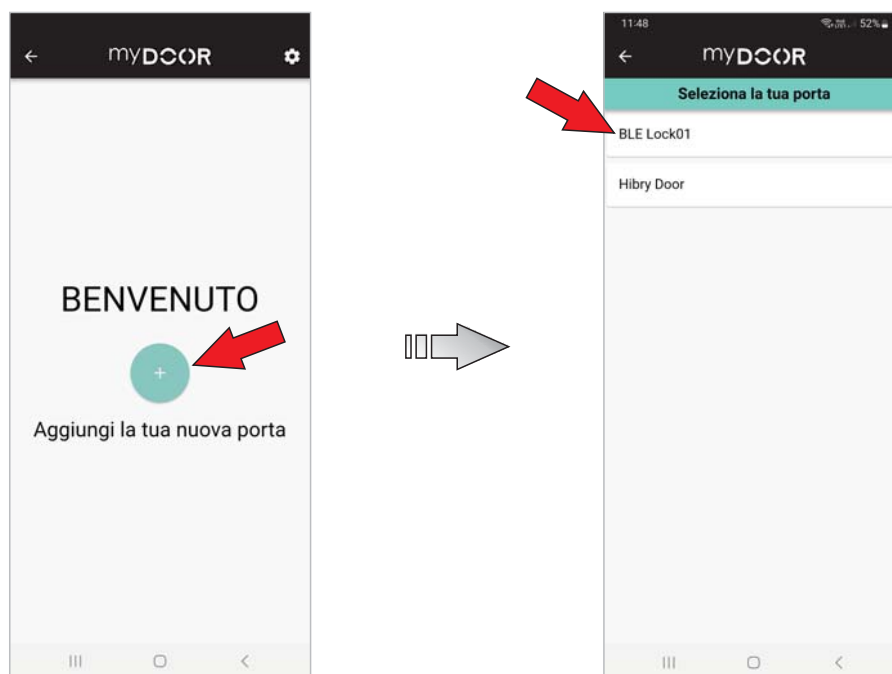 myDOOR
BENVENUTO
+
Aggiungi la tua nuova porta
11:48
52%
myDOOR
Seleziona la tua porta
BLE Lock01
Hibry Door